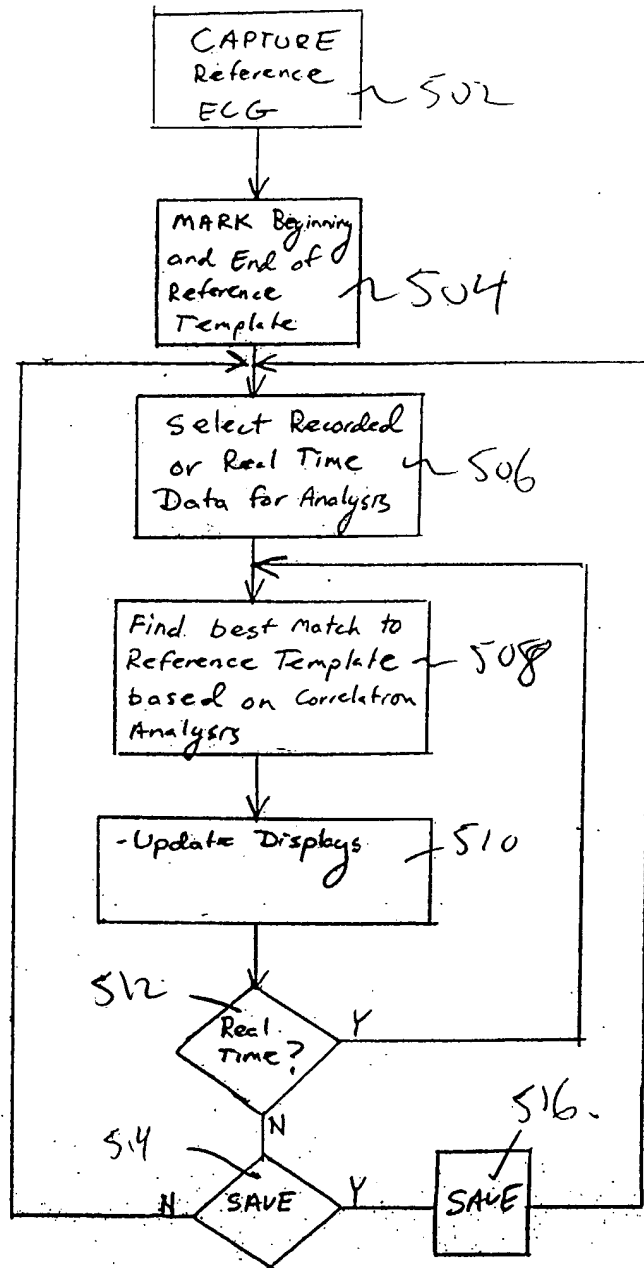 CAPTURE
Reference
ECG
502
MARK Beginning
and End of
Reference
Template
504
Select Recorded
or Real Time
Data for Analysis
506
Find best Match to
Reference Template
based on Correlation
Analysis
508
-Update Displays
510
512
Real
Time?
Y
N
514
SAVE
N
Y
516.
SAVE